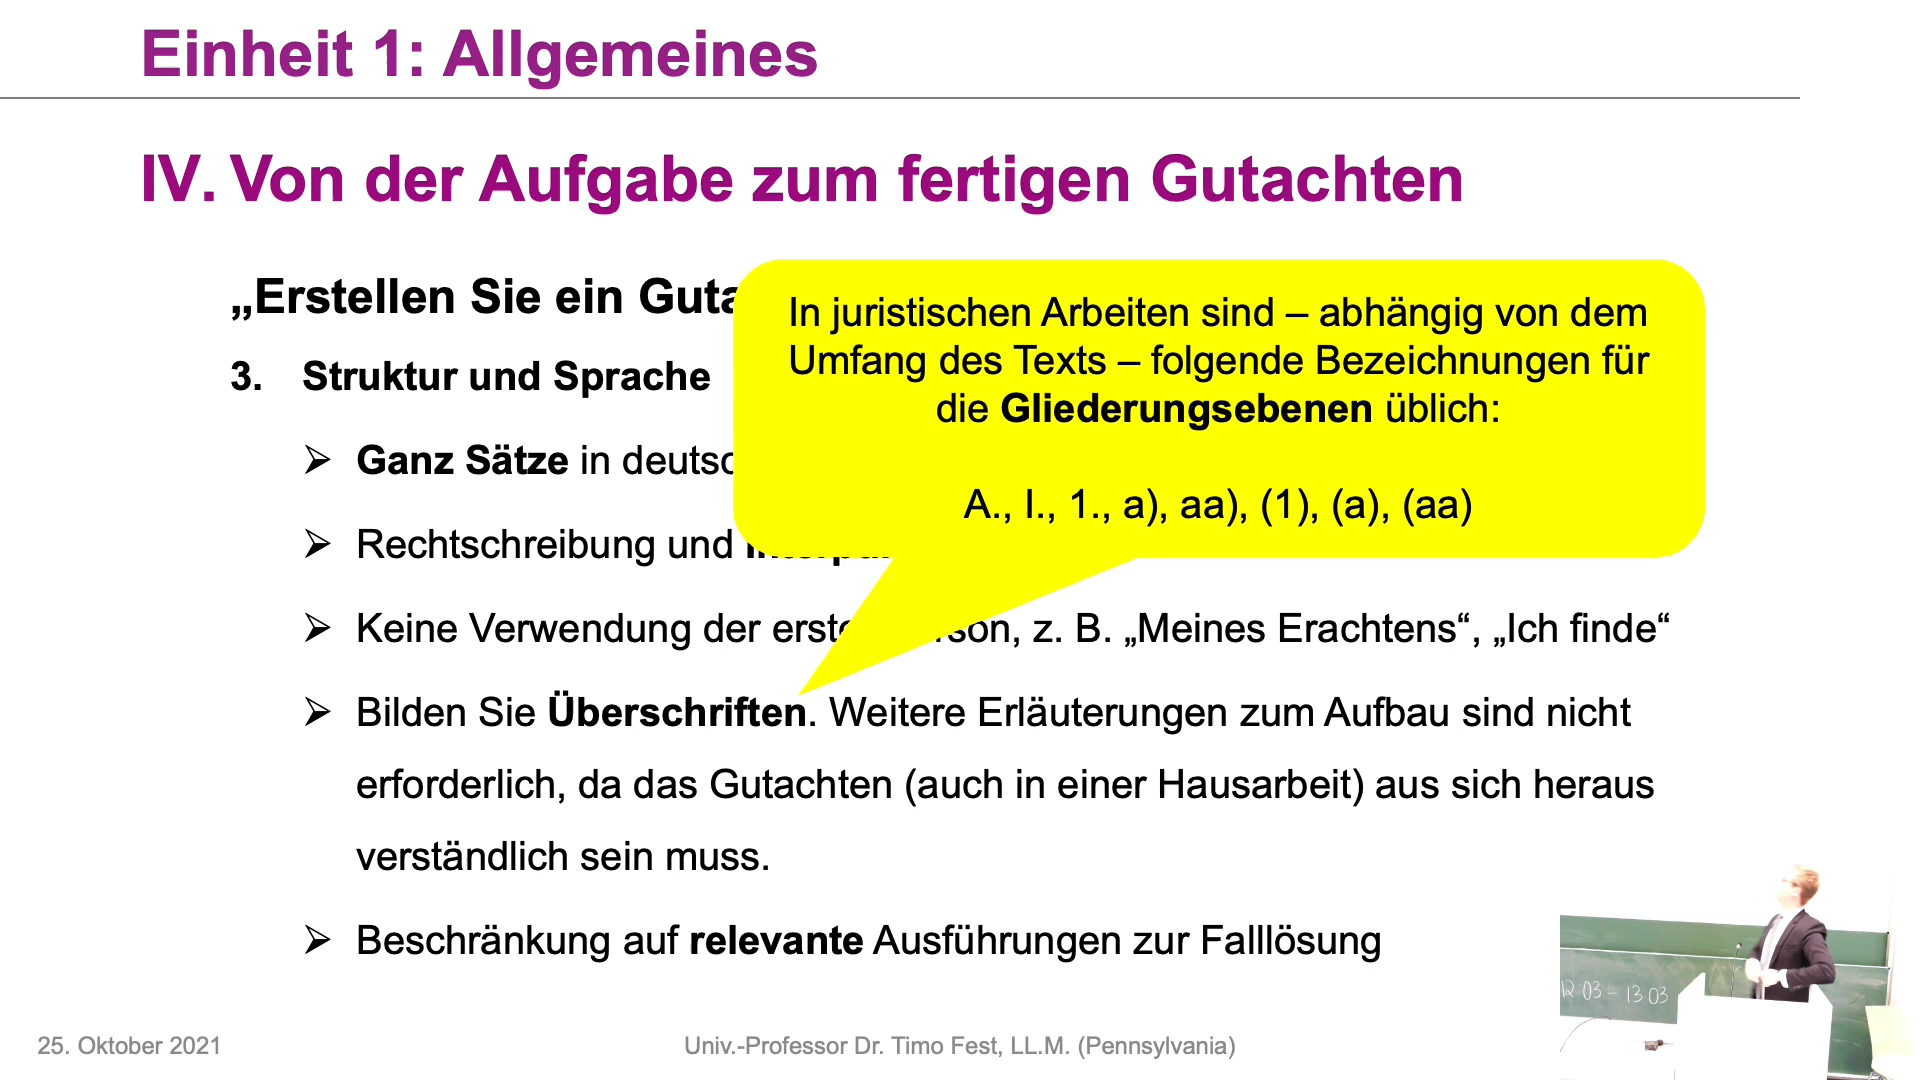 Einheit 1: Allgemeines
IV. Von der Aufgabe zum fertigen Gutachten
„Erstellen Sie ein
3. Struktur und Sprache
In juristischen Arbeiten sind – abhängig von dem
Umfang des Texts – folgende Bezeichnungen für
die Gliederungsebenen üblich:
A., I., 1., a), aa), (1), (a), (aa)
➢ Ganz Sätze in
➢ Rechtschreibung und
➢ Keine Verwendung der z. B. „Meines Erachtens“, „Ich finde“
➢ Bilden Sie Überschriften. Weitere Erläuterungen zum Aufbau sind nicht
erforderlich, da das Gutachten (auch in einer Hausarbeit) aus sich heraus
verständlich sein muss.
➢ Beschränkung auf relevante Ausführungen zur Falllösung
12:03 – 13:03
25. Oktober 2021
Univ.-Professor Dr. Timo Fest, LL.M. (Pennsylvania)